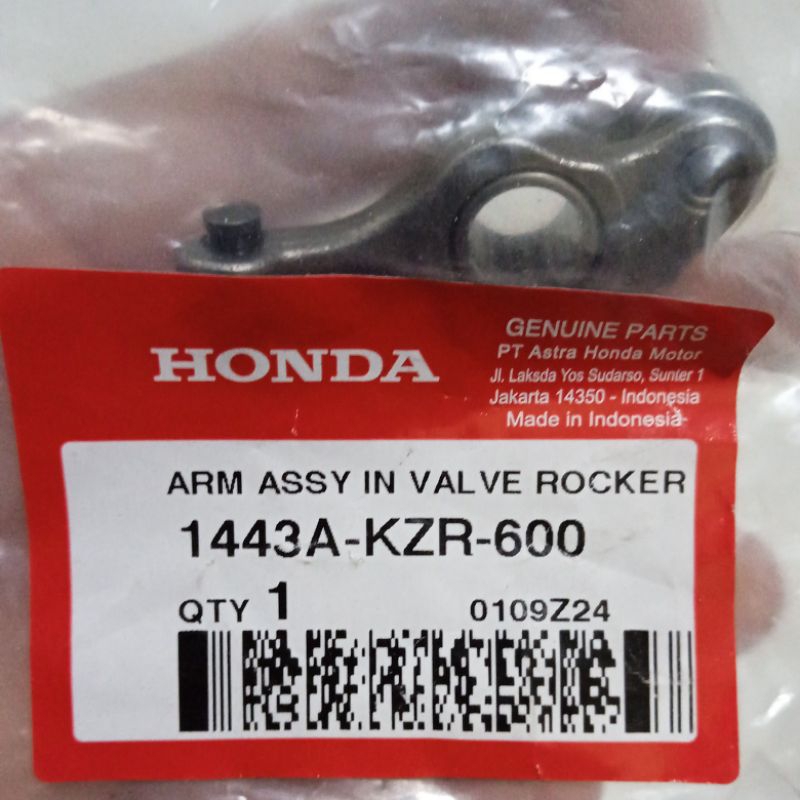 HONDA
GENUINE PARTS
PT Astra Honda Motor
Jl. Laksda Yos Sudarso, Sunter 1
Jakarta 14350 - Indonesia
Made in Indonesia
ARM ASSY IN VALVE ROCKER
1443A-KZR-600
QTY 1
0109Z24